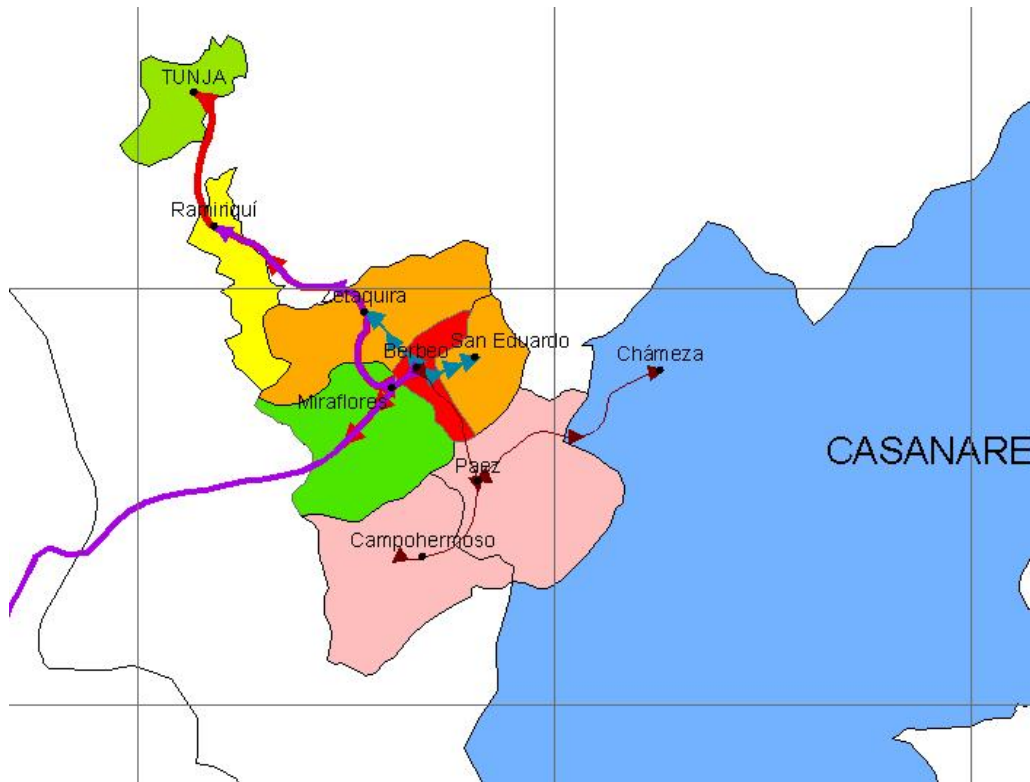 TUNJA
Ramiriquí
Zetaquira
San Eduardo
Berbeo
Chámeza
Miraflores
CASANARE
Paez
Campohermoso